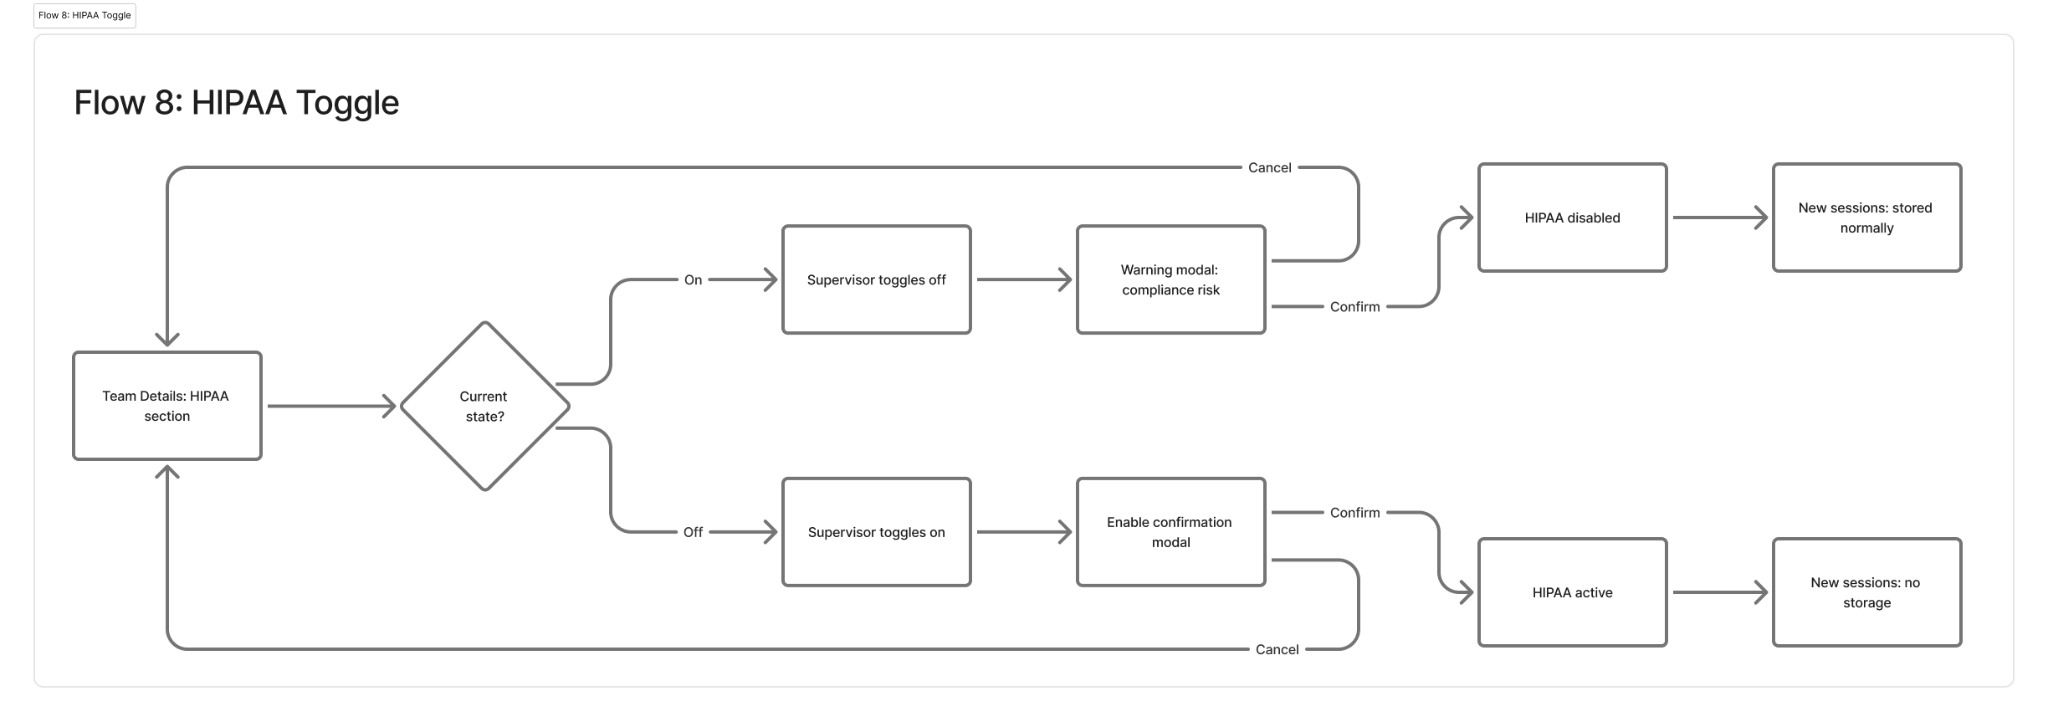 Flow 8: HIPAA Toggle
Flow 8: HIPAA Toggle
Cancel
HIPAA disabled
New sessions: stored
normally
On
Supervisor toggles off
Warning modal:
compliance risk
Confirm
Team Details: HIPAA
section
Current
state?
Off
Supervisor toggles on
Enable confirmation
modal
Confirm
HIPAA active
New sessions: no
storage
Cancel